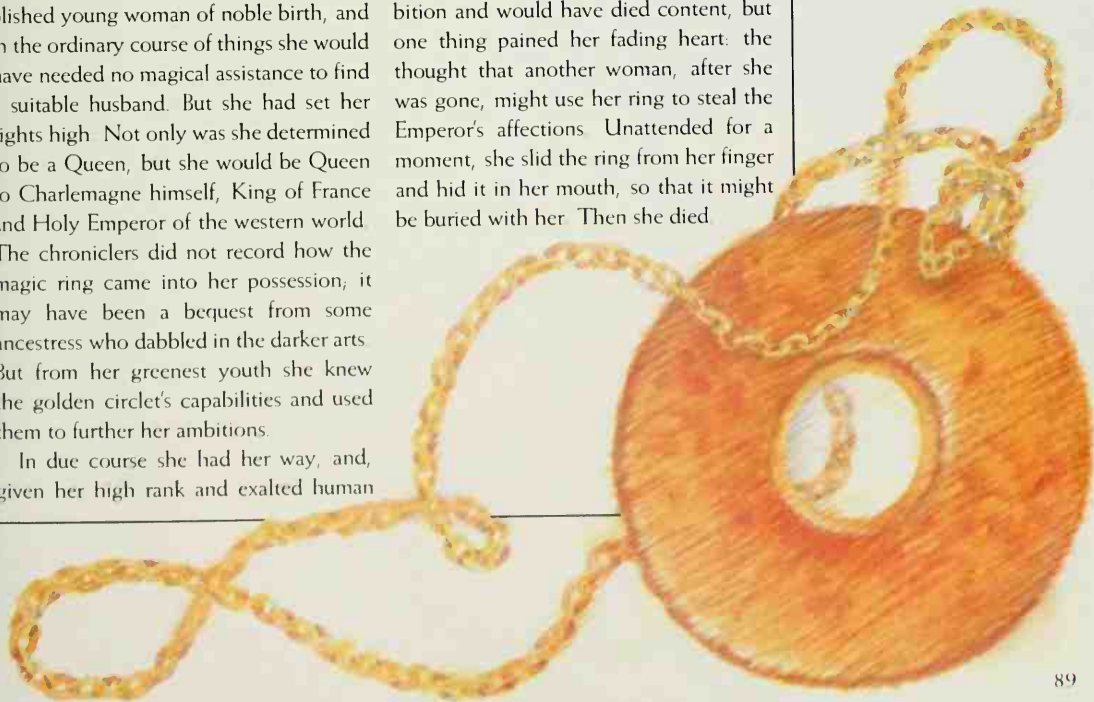 lished young woman of noble birth, and
the ordinary course of things she would
have needed no magical assistance to find
suitable husband. But she had set her
ights high. Not only was she determined
o be a Queen, but she would be Queen
o Charlemagne himself, King of France
nd Holy Emperor of the western world.
The chroniclers did not record how the
magic ring came into her possession; it
may have been a bequest from some
ancestress who dabbled in the darker arts.
But from her greenest youth she knew
the golden circlet's capabilities and used
them to further her ambitions.
In due course she had her way, and,
given her high rank and exalted human
bition and would have died content, but
one thing pained her fading heart: the
thought that another woman, after she
was gone, might use her ring to steal the
Emperor's affections. Unattended for a
moment, she slid the ring from her finger
and hid it in her mouth, so that it might
be buried with her. Then she died.
89